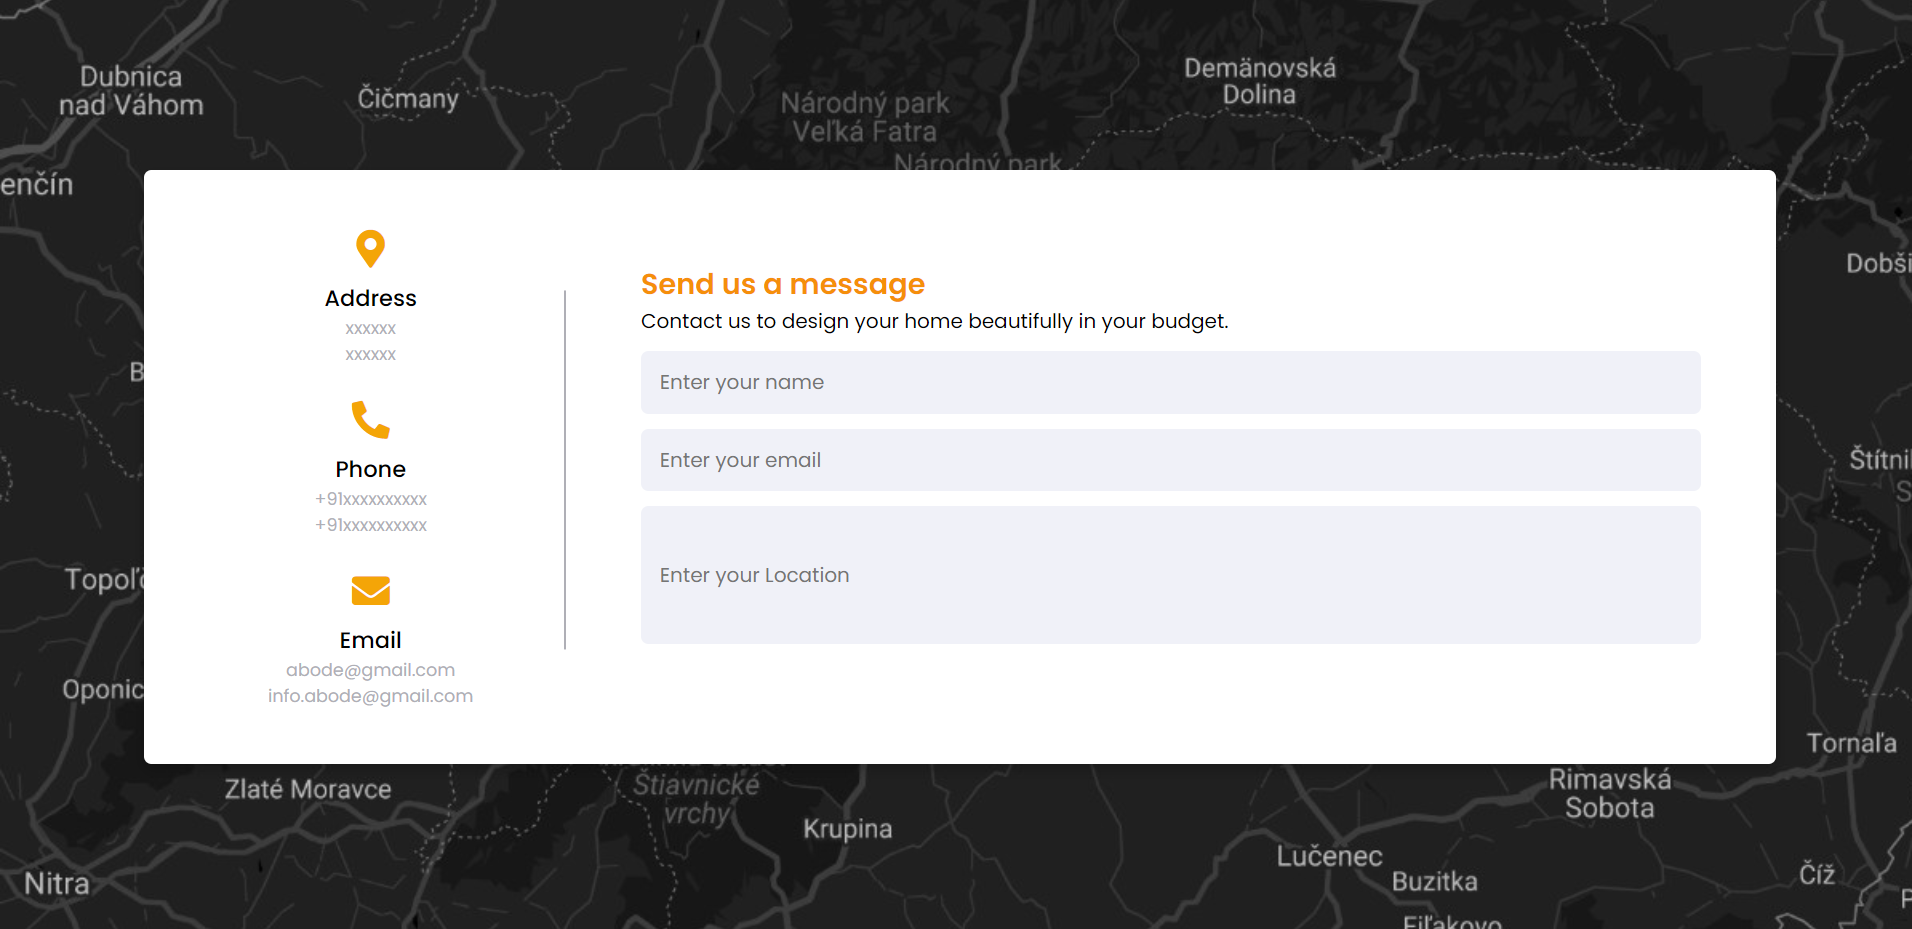 Dubnica
nad Váhom
Čičmany
Národný park
Veľká Fatra
Národný park
Demänovská
Dolina
enčín
Dobši
B
Štítnil
S
Topoľč
Oponic
Address
xxxxxx
xxxxxx
Phone
+91xxxxxxxxxx
+91xxxxxxxxxx
Email
abode@gmail.com
info.abode@gmail.com
Send us a message
Contact us to design your home beautifully in your budget.
Enter your name
Enter your email
Enter your Location
Zlaté Moravce
Štiavnické
vrchy
Krupina
Nitra
Tornaľa
Rimavská
Sobota
Lučenec
Buzitka
Číž
Fiľakovo
P